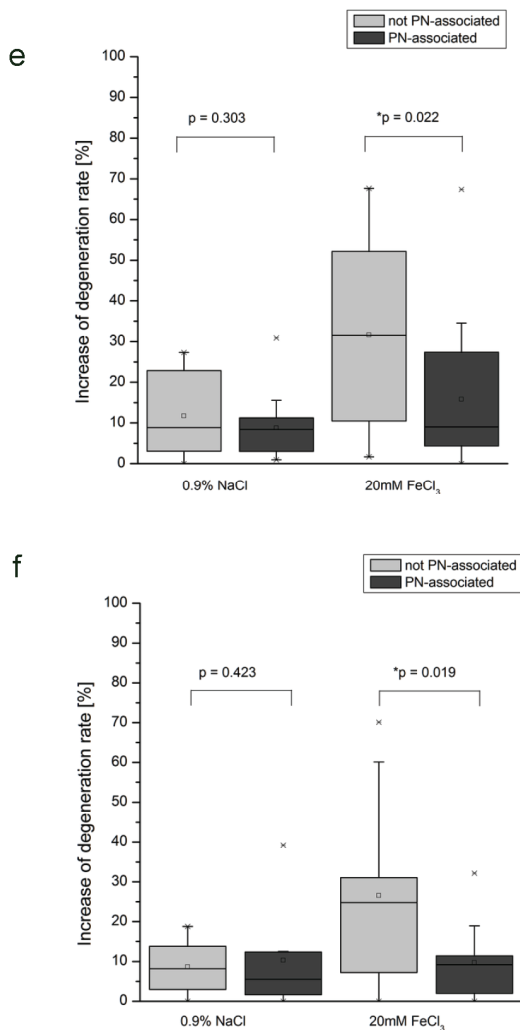 e
not PN-associated
PN-associated
Increase of degeneration rate [%]
100
90
80
70
60
50
40
30
20
10
0
p = 0.303
*p = 0.022
0.9% NaCl
20mM FeCl₃
f
not PN-associated
PN-associated
Increase of degeneration rate [%]
100
90
80
70
60
50
40
30
20
10
0
p = 0.423
*p = 0.019
0.9% NaCl
20mM FeCl₃